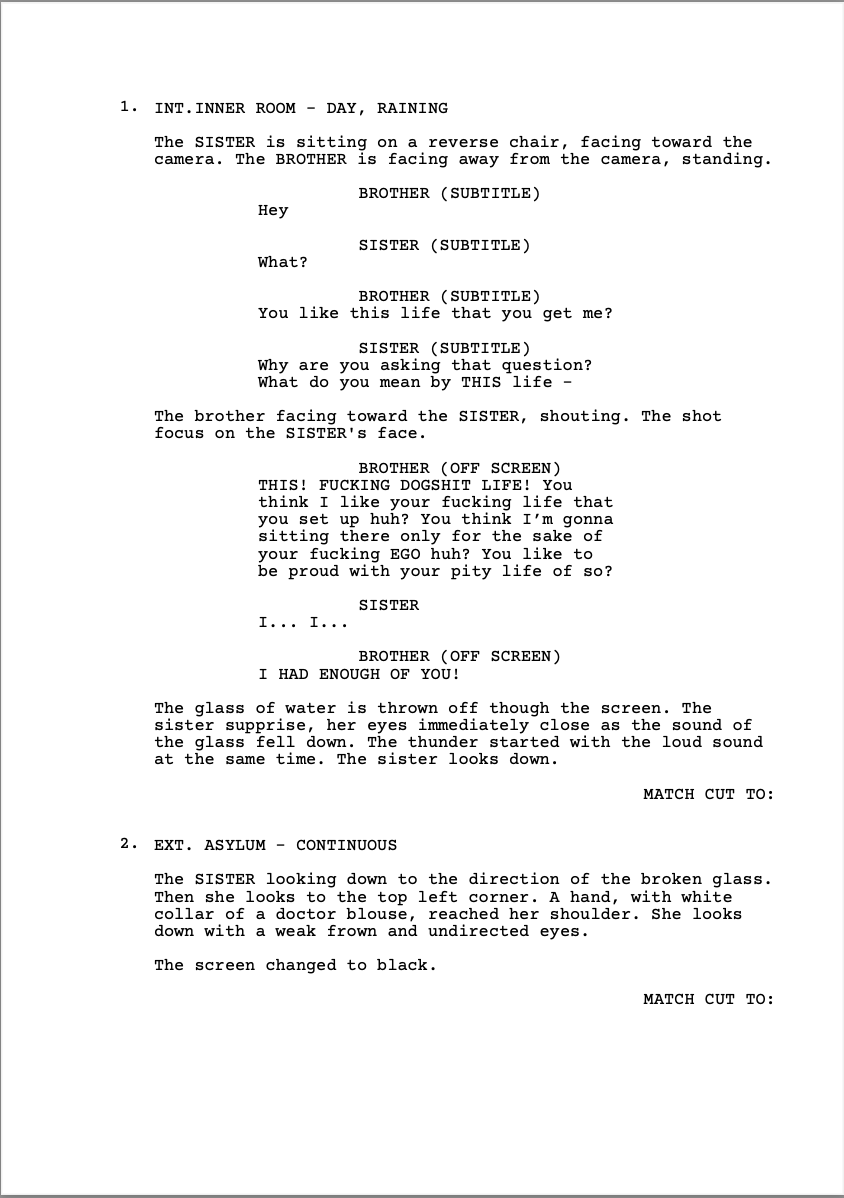 1. INT.INNER ROOM - DAY, RAINING
The SISTER is sitting on a reverse chair, facing toward the
camera. The BROTHER is facing away from the camera, standing.
BROTHER (SUBTITLE)
Hey
SISTER (SUBTITLE)
What?
BROTHER (SUBTITLE)
You like this life that you get me?
SISTER (SUBTITLE)
Why are you asking that question?
What do you mean by THIS life -
The brother facing toward the SISTER, shouting. The shot
focus on the SISTER's face.
BROTHER (OFF SCREEN)
THIS! FUCKING DOGSHIT LIFE! You
think I like your fucking life that
you set up huh? You think I’m gonna
sitting there only for the sake of
your fucking EGO huh? You like to
be proud with your pity life of so?
SISTER
I... I...
BROTHER (OFF SCREEN)
I HAD ENOUGH OF YOU!
The glass of water is thrown off though the screen. The
sister supprise, her eyes immediately close as the sound of
the glass fell down. The thunder started with the loud sound
at the same time. The sister looks down.
MATCH CUT TO:
2. EXT. ASYLUM - CONTINUOUS
The SISTER looking down to the direction of the broken glass.
Then she looks to the top left corner. A hand, with white
collar of a doctor blouse, reached her shoulder. She looks
down with a weak frown and undirected eyes.
The screen changed to black.
MATCH CUT TO: